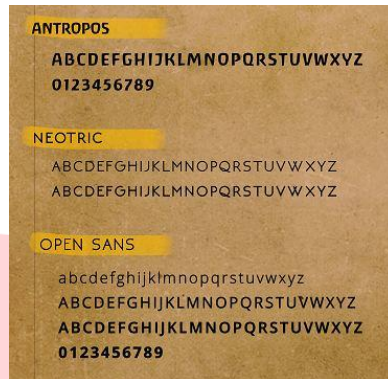 ANTROPOS
ABCDEFGHIJKLMNOPQRSTUVWXYZ
0123456789
NEOTRIC
ABCDEFGHIJKLMNOPQRSTUVWXYZ
ABCDEFGHIJKLMNOPQRSTUVWXYZ
OPEN SANS
abcdefghijklmnopqrstuvwxyz
ABCDEFGHIJKLMNOPQRSTUVWXYZ
ABCDEFGHIJKLMNOPQRSTUVWXYZ
0123456789